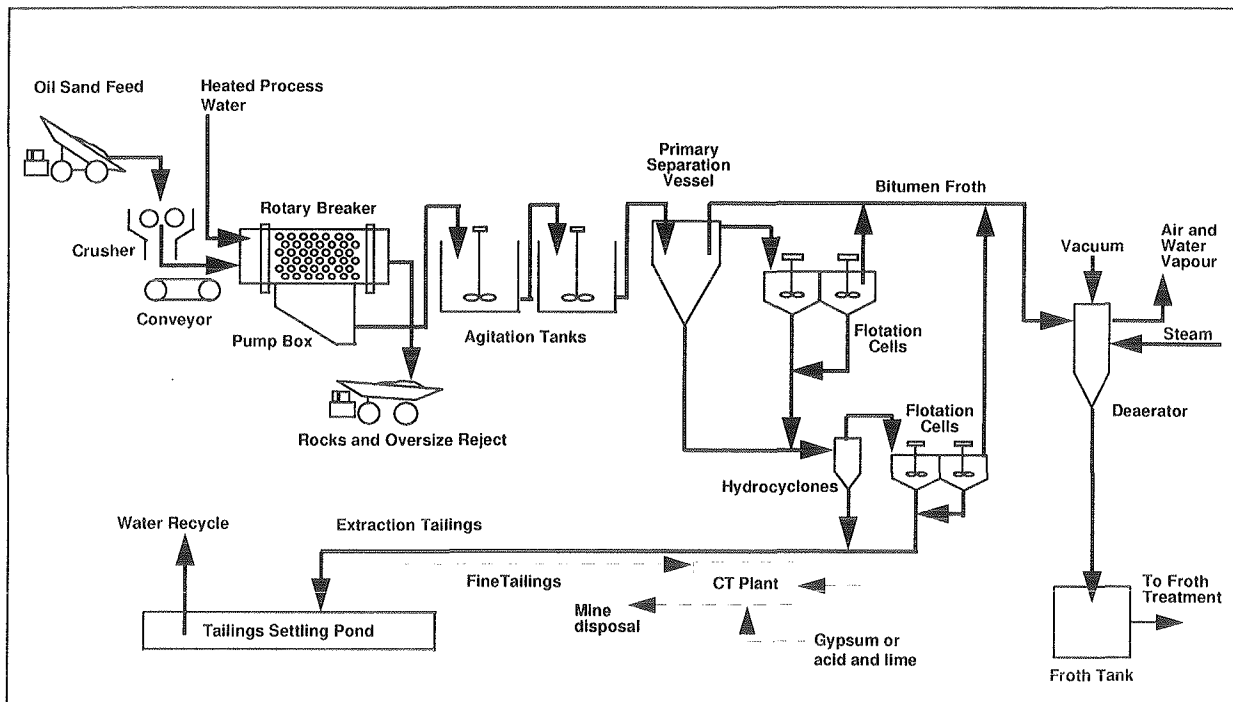 Oil Sand Feed
Heated Process
Water
Primary
Separation
Vessel
Bitumen Froth
Rotary Breaker
Crusher
Vacuum
Air and
Water
Vapour
Conveyor
Pump Box
Agitation Tanks
Flotation
Cells
Steam
Deaerator
Rocks and Oversize Reject
Flotation
Cells
Hydrocyclones
Water Recycle
Extraction Tailings
FineTailings
CT Plant
Mine
disposal
Tailings Settling Pond
Gypsum or
acid and lime
To Froth
Treatment
Froth Tank